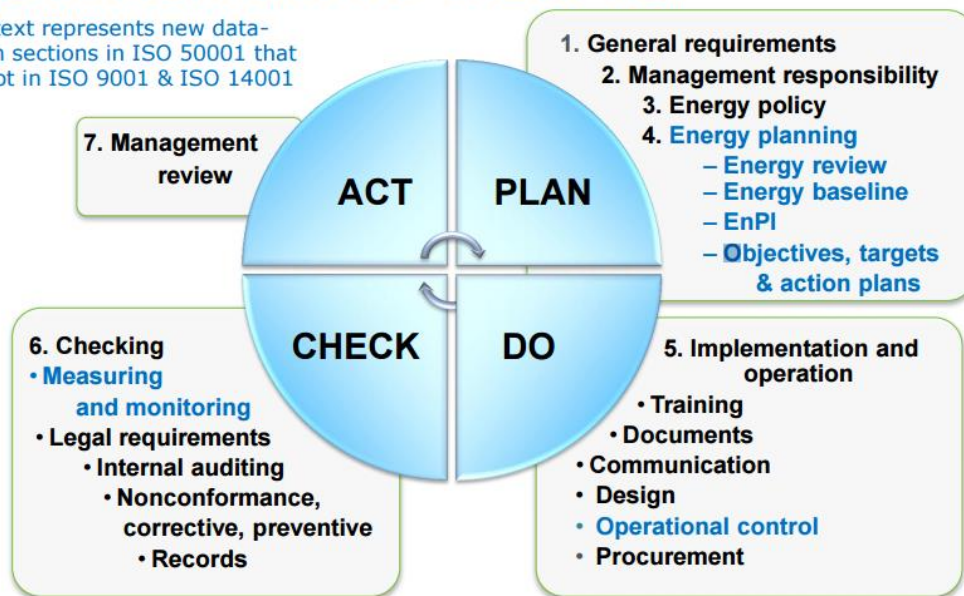 text represents new data-
sections in ISO 50001 that
in ISO 9001 & ISO 14001
1. General requirements
2. Management responsibility
3. Energy policy
4. Energy planning
– Energy review
– Energy baseline
– EnPI
– Objectives, targets
& action plans
7. Management
review
ACT
PLAN
CHECK
DO
6. Checking
• Measuring
and monitoring
• Legal requirements
• Internal auditing
• Nonconformance,
corrective, preventive
• Records
5. Implementation and
operation
• Training
• Documents
• Communication
• Design
• Operational control
• Procurement